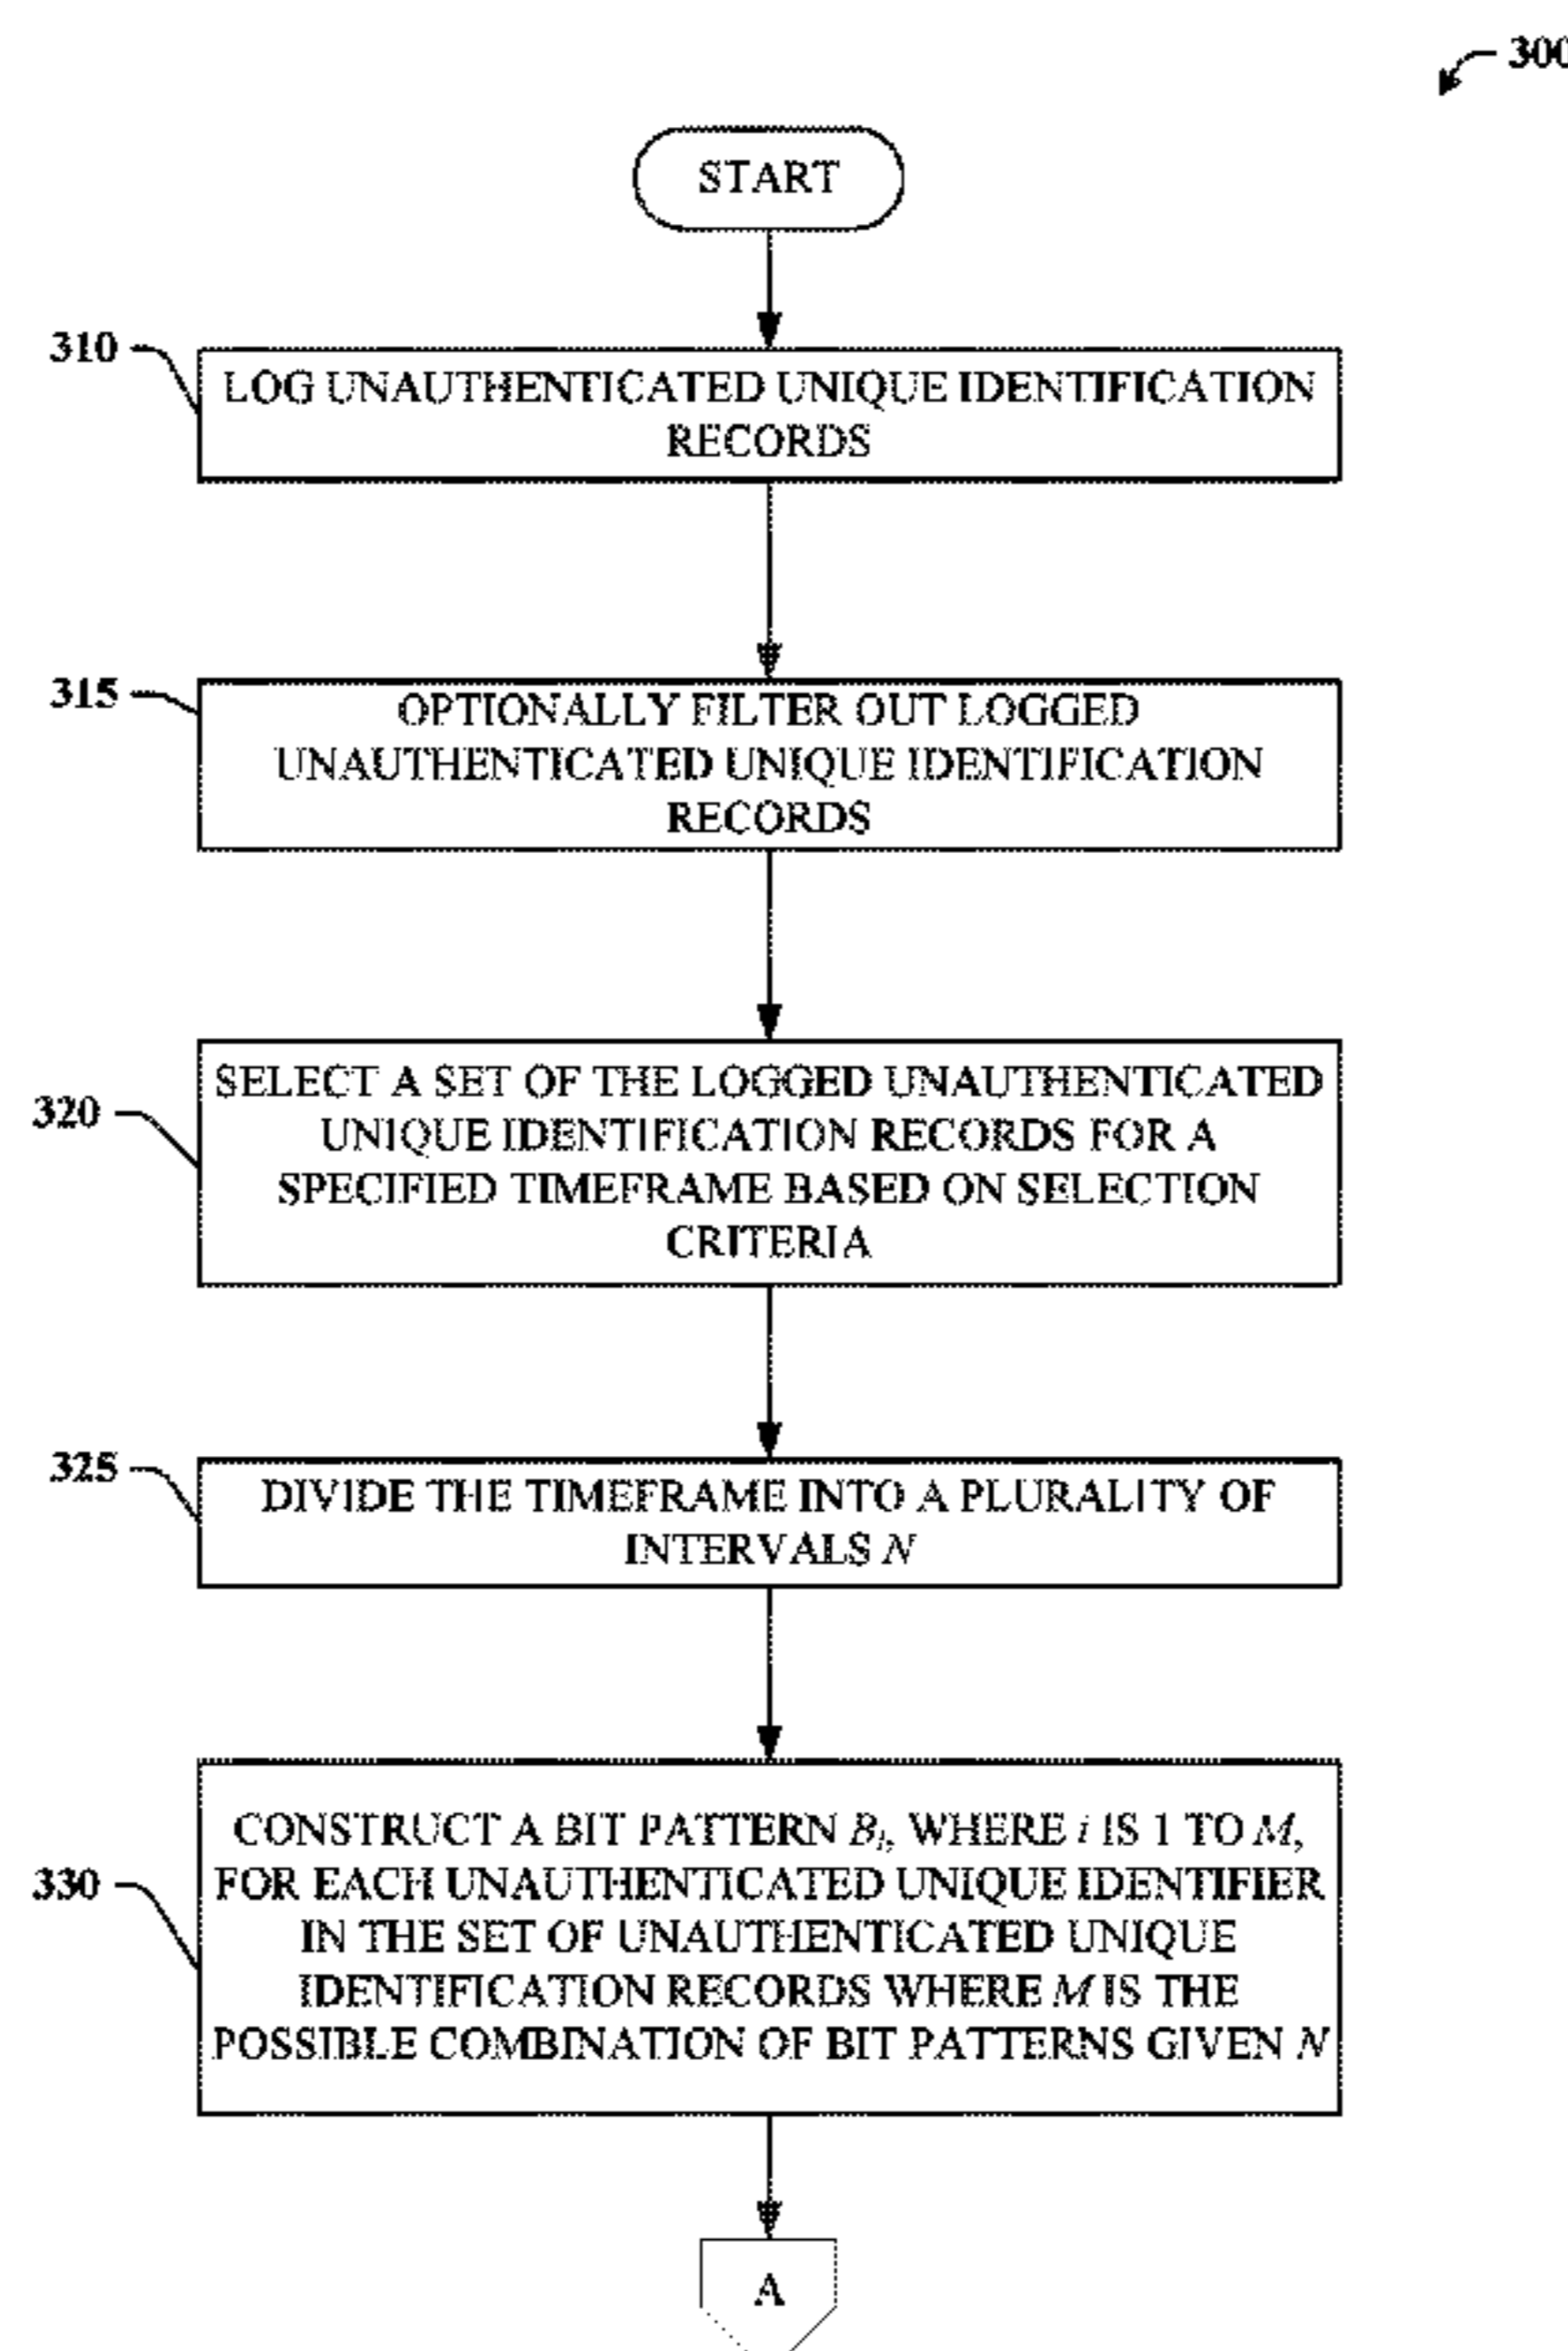 300
START
310
LOG UNAUTHENTICATED UNIQUE IDENTIFICATION
RECORDS
315
OPTIONALLY FILTER OUT LOGGED
UNAUTHENTICATED UNIQUE IDENTIFICATION
RECORDS
320
SELECT A SET OF THE LOGGED UNAUTHENTICATED
UNIQUE IDENTIFICATION RECORDS FOR A
SPECIFIED TIMEFRAME BASED ON SELECTION
CRITERIA
325
DIVIDE THE TIMEFRAME INTO A PLURALITY OF
INTERVALS N
330
CONSTRUCT A BIT PATTERN Bi, WHERE i IS 1 TO M,
FOR EACH UNAUTHENTICATED UNIQUE IDENTIFIER
IN THE SET OF UNAUTHENTICATED UNIQUE
IDENTIFICATION RECORDS WHERE M IS THE
POSSIBLE COMBINATION OF BIT PATTERNS GIVEN N
A